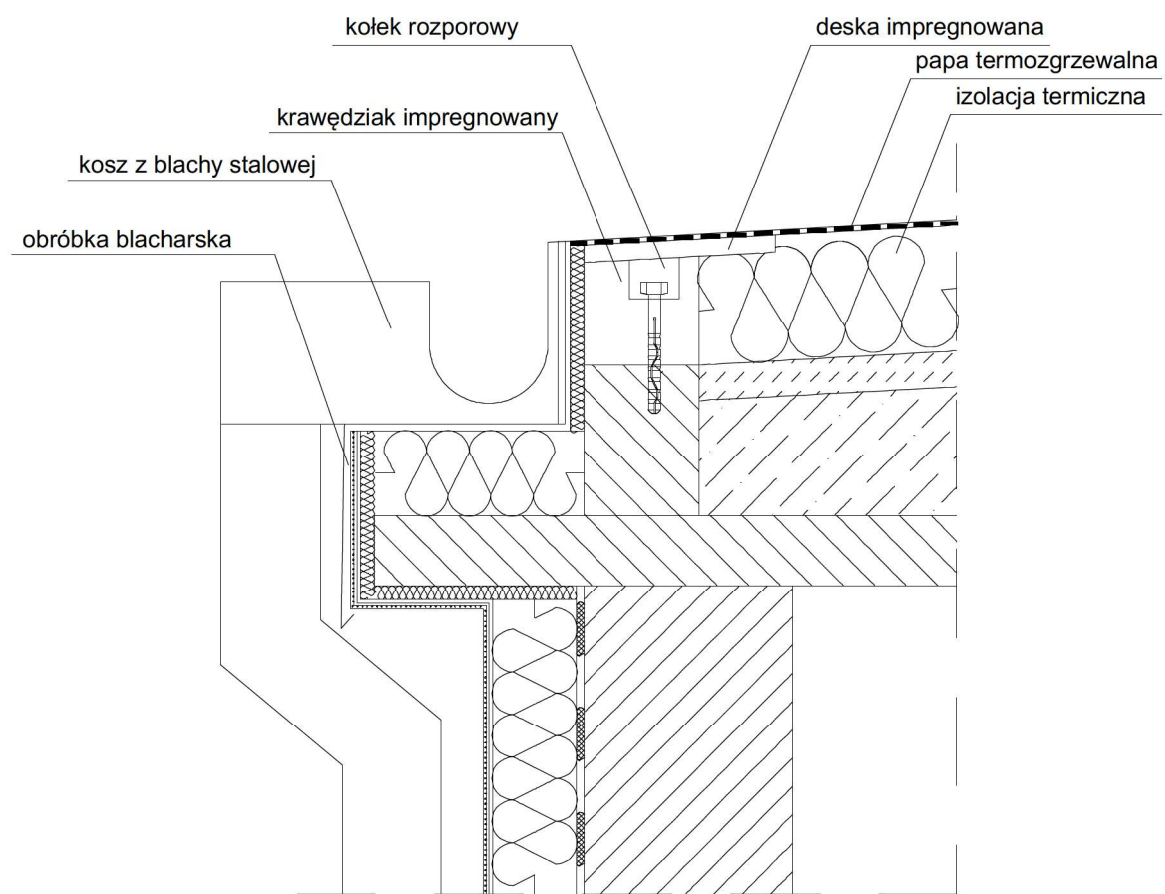 kołek rozporowy
deska impregnowana
papa termozgrzewalna
izolacja termiczna
krawędziak impregnowany
kosz z blachy stalowej
obróbka blacharska